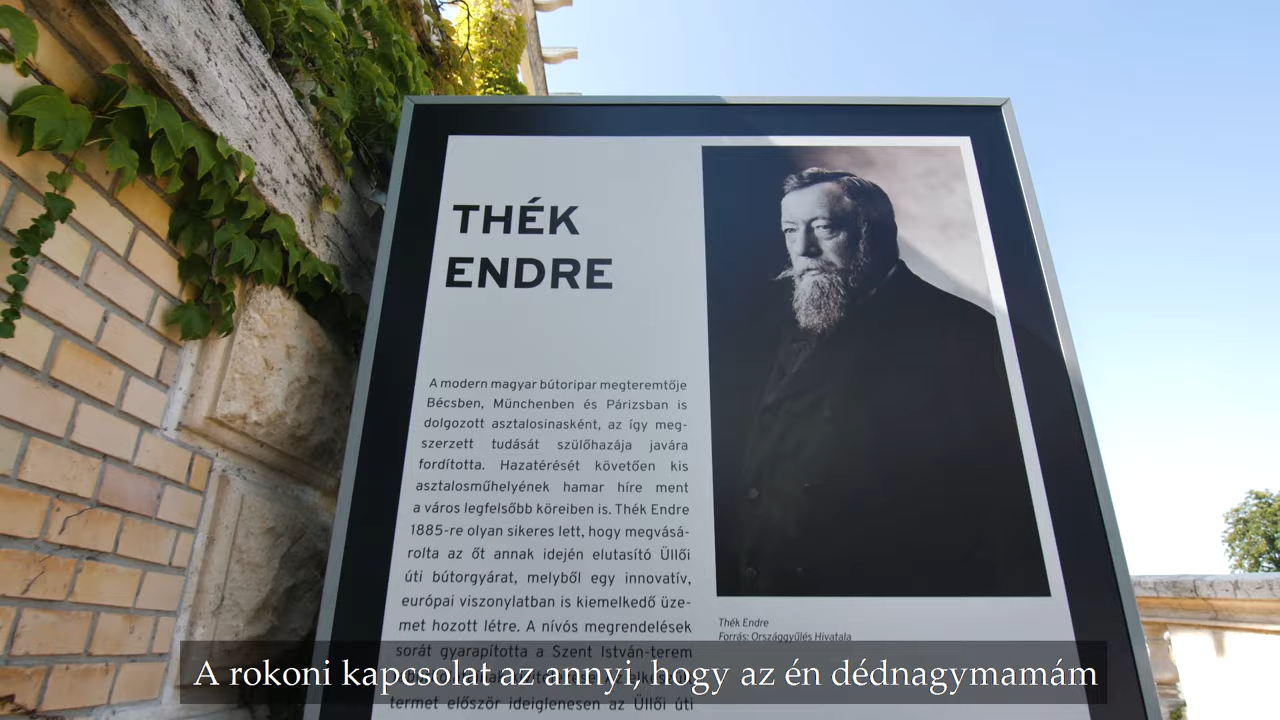 THÉK
ENDRE
A modern magyar bútoripar megteremtője
Bécsben, Münchenben és Párizsban is
dolgozott asztalosinasként, az így meg-
szerzett tudását szülőhazája javára
fordította. Hazatérését követően kis
asztalosműhelyének hamar híre ment
a város legfelsőbb köreiben is. Thék Endre
1885-re olyan sikeres lett, hogy megvásá-
rolta az őt annak idején elutasító Üllői
úti bútorgyárat, melyből egy innovatív,
európai viszonylatban is kiemelkedő üze-
met hozott létre. A nívós megrendelések
sorát gyarapította a Szent István-terem
termet először ideiglenesen az Üllői úti
Thék Endre
Forrás: Országgyűlés Hivatala
A rokoni kapcsolat az annyi, hogy az én dédnagymamám